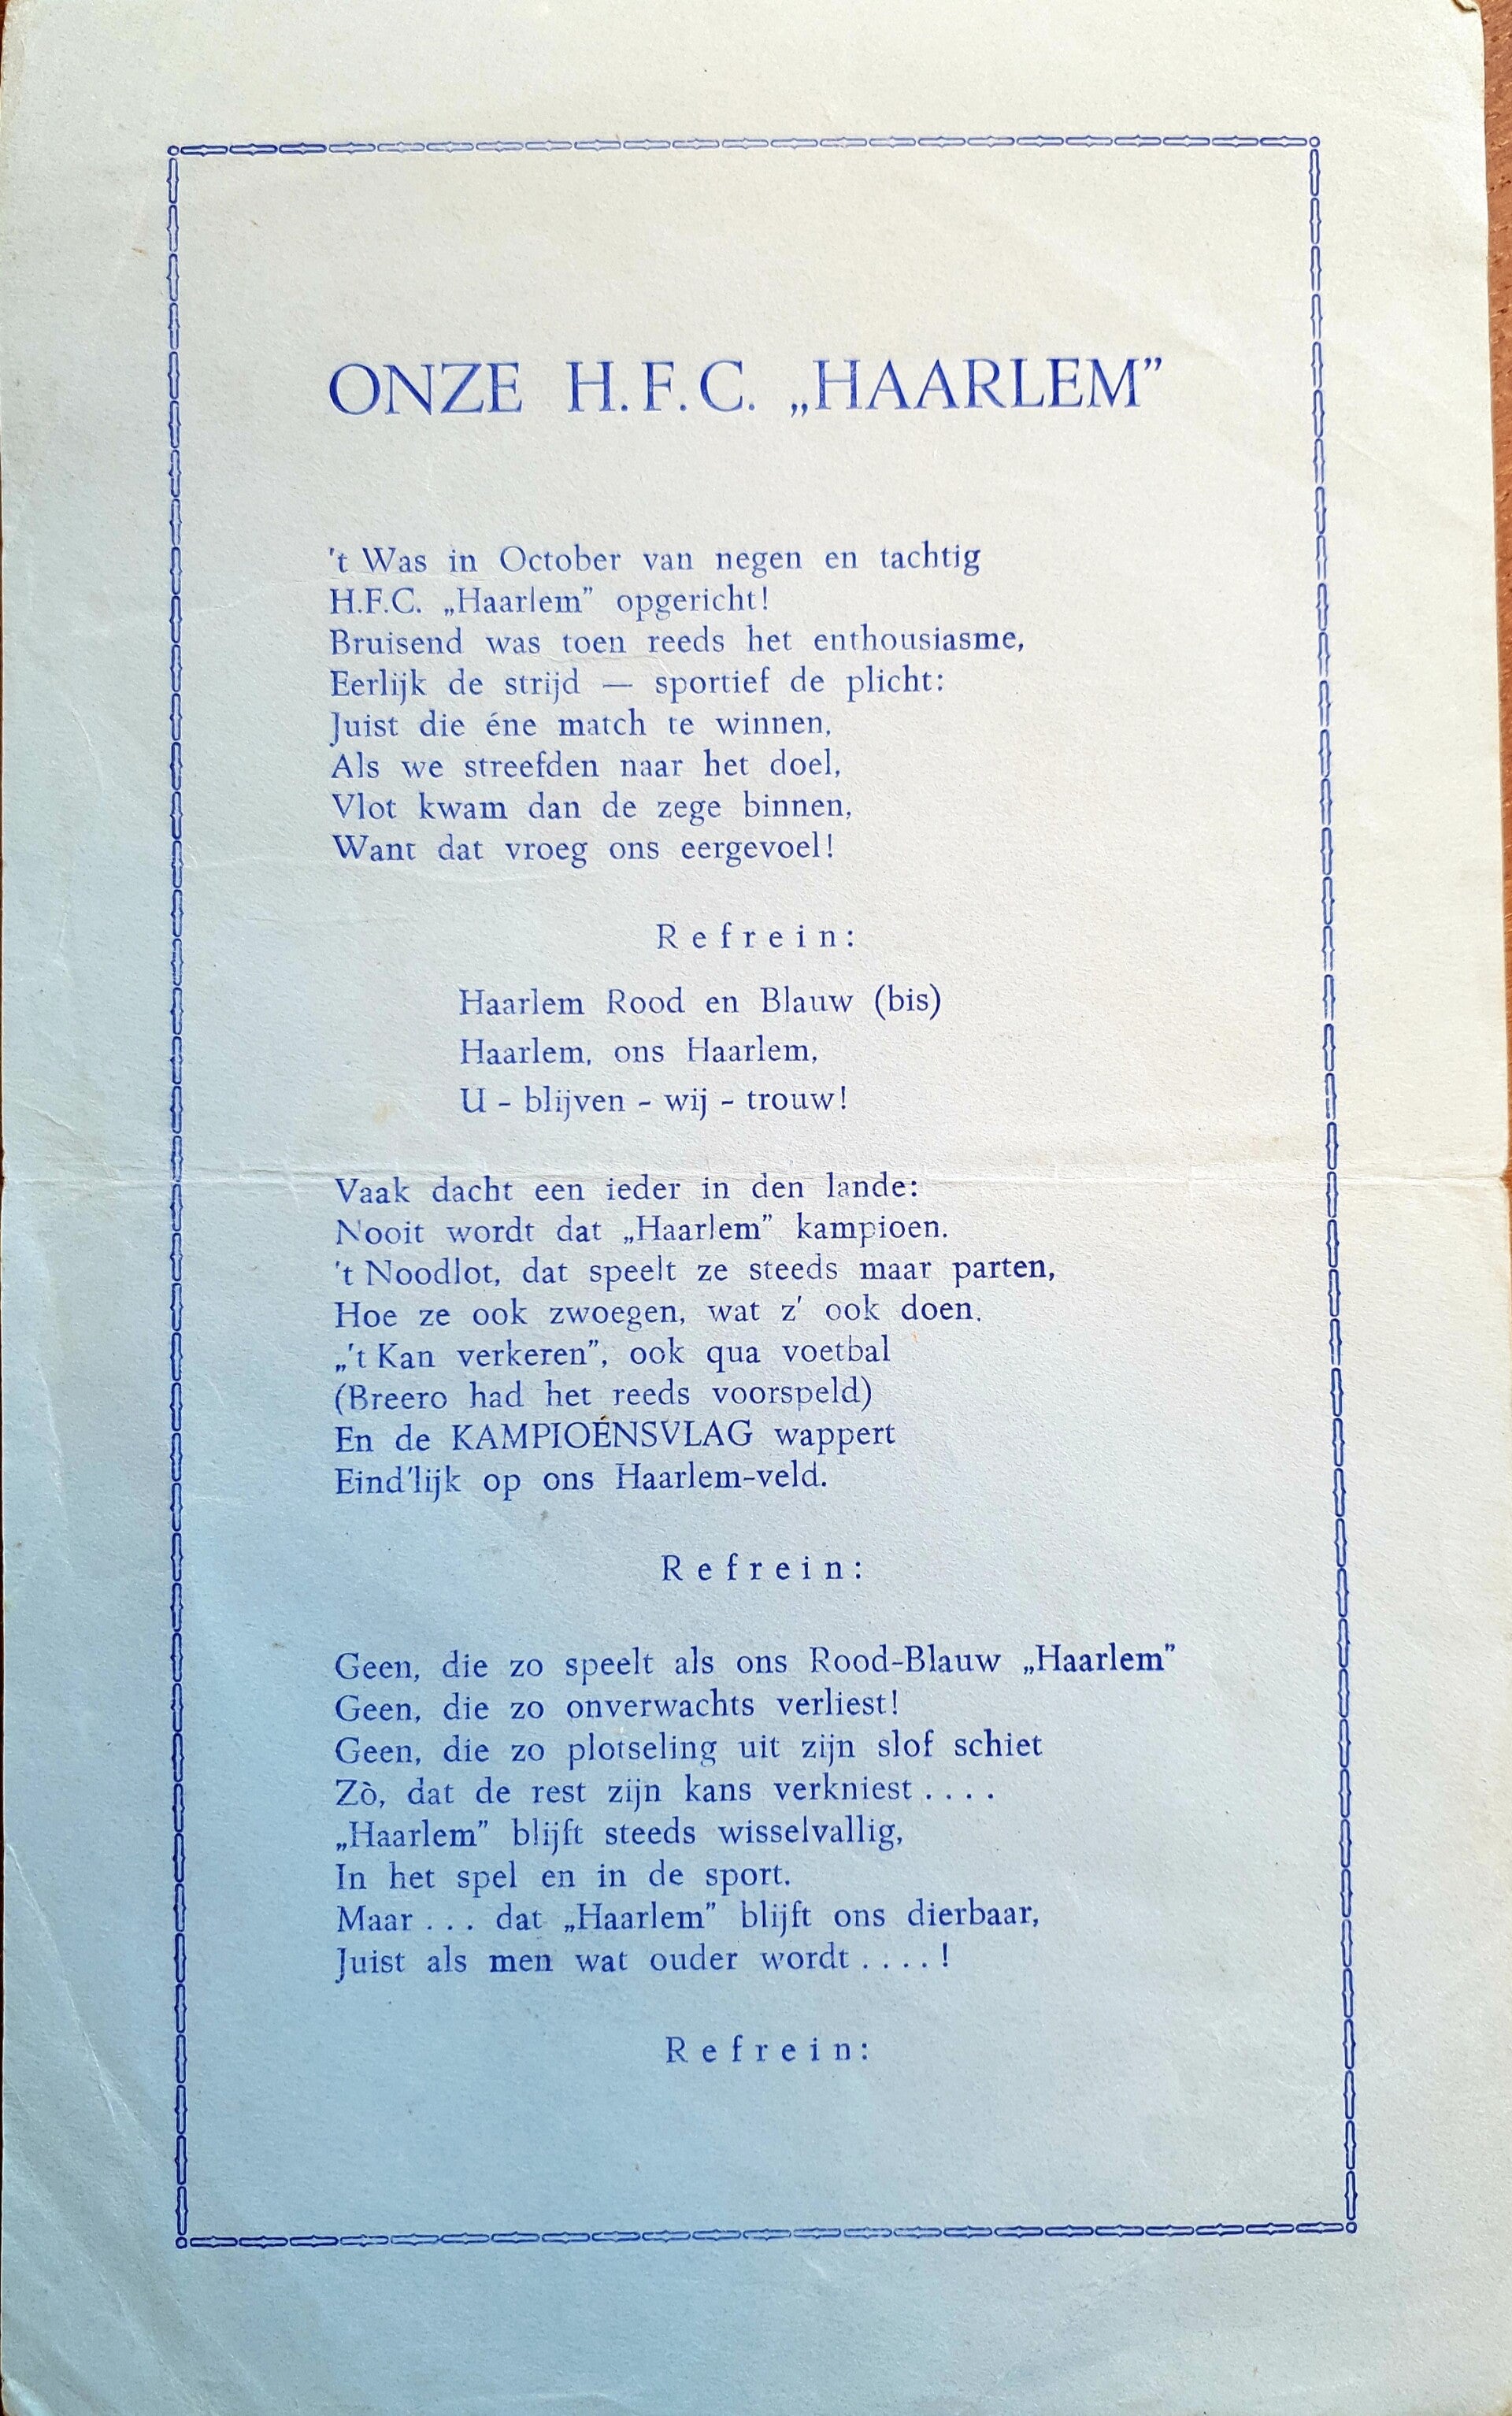 ONZE H.F.C. „HAARLEM”
't Was in October van negen en tachtig
H.F.C. „Haarlem” opgericht!
Bruisend was toen reeds het enthousiasme,
Eerlijk de strijd — sportief de plicht:
Juist die éne match te winnen,
Als we streefden naar het doel,
Vlot kwam dan de zege binnen,
Want dat vroeg ons eergevoel!
Refrein:
Haarlem Rood en Blauw (bis)
Haarlem, ons Haarlem,
U - blijven - wij - trouw!
Vaak dacht een ieder in den lande:
Nooit wordt dat „Haarlem” kampioen.
't Noodlot, dat speelt ze steeds maar parten,
Hoe ze ook zwoegen, wat z' ook doen.
„'t Kan verkeren”, ook qua voetbal
(Breero had het reeds voorspeld)
En de KAMPIOÉNSVLAG wappert
Eind'lijk op ons Haarlem-veld.
Refrein:
Geen, die zo speelt als ons Rood-Blauw „Haarlem”
Geen, die zo onverwachts verliest!
Geen, die zo plotseling uit zijn slof schiet
Zò, dat de rest zijn kans verkniest . . . .
„Haarlem” blijft steeds wisselvallig,
In het spel en in de sport.
Maar . . . dat „Haarlem” blijft ons dierbaar,
Juist als men wat ouder wordt . . . . !
Refrein: